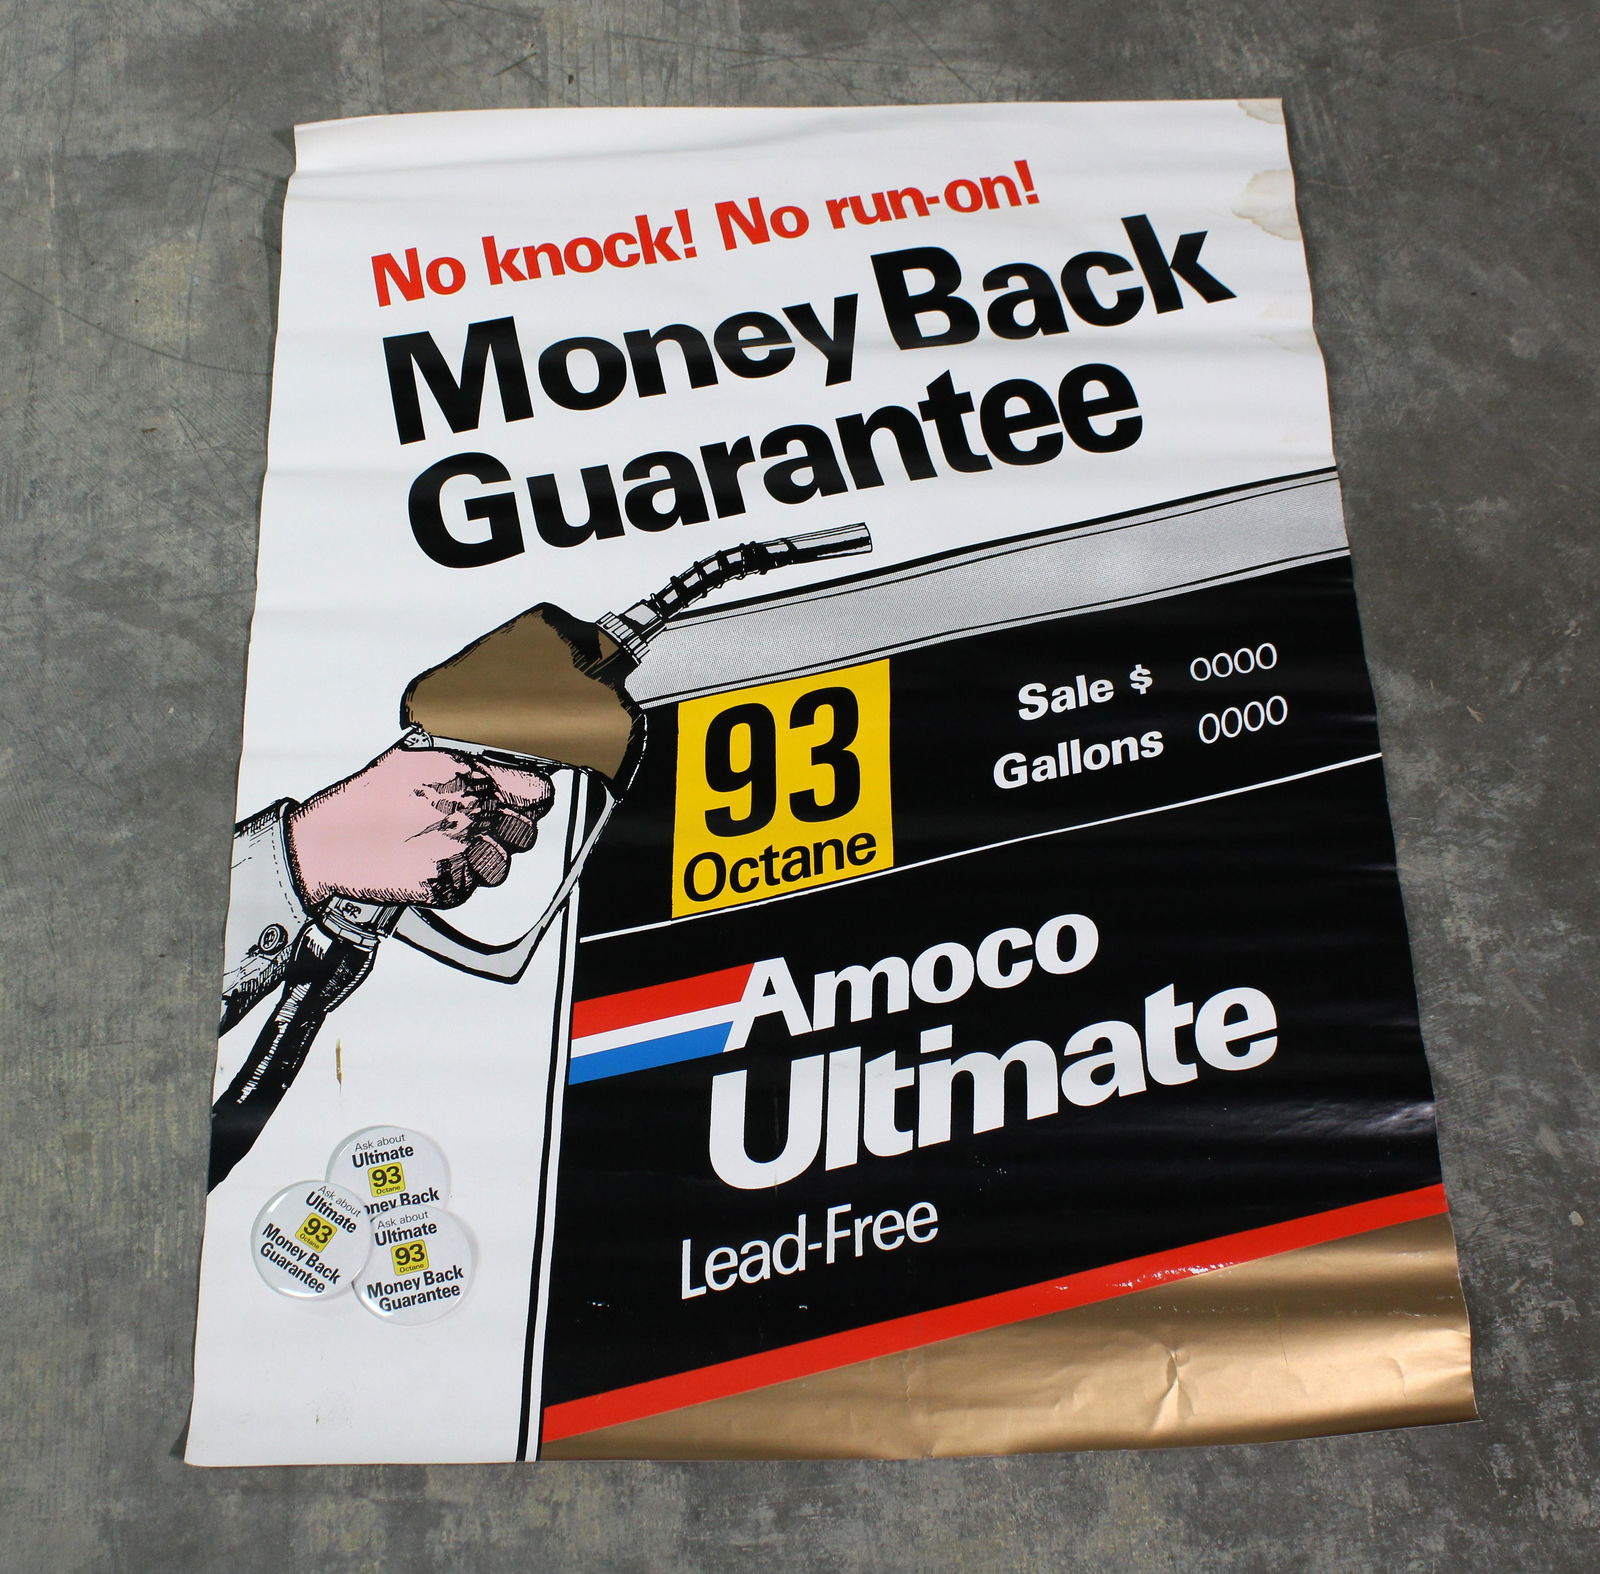 No knock! No run-on!
Money Back
Guarantee
93
Octane
Sale $ 0000
Gallons 0000
Amoco
Ultimate
Lead-Free
Ask about
Ultimate
93
Octane
Money Back
Ask about
Ultimate
93
Octane
Money Back
Guarantee
Ask about
Ultimate
93
Octane
Money Back
Guarantee